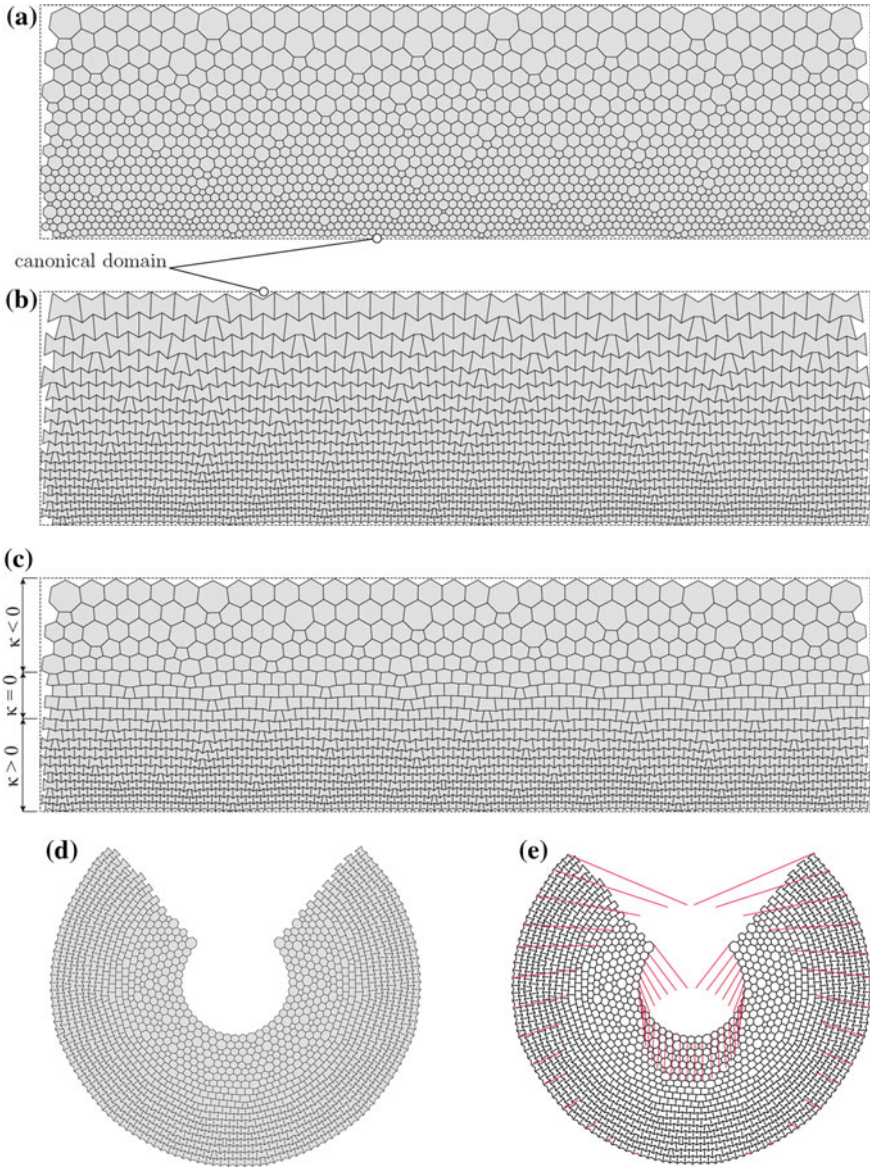 (a)
canonical domain
(b)
(c)
κ < 0
κ = 0
κ > 0
(d)
(e)